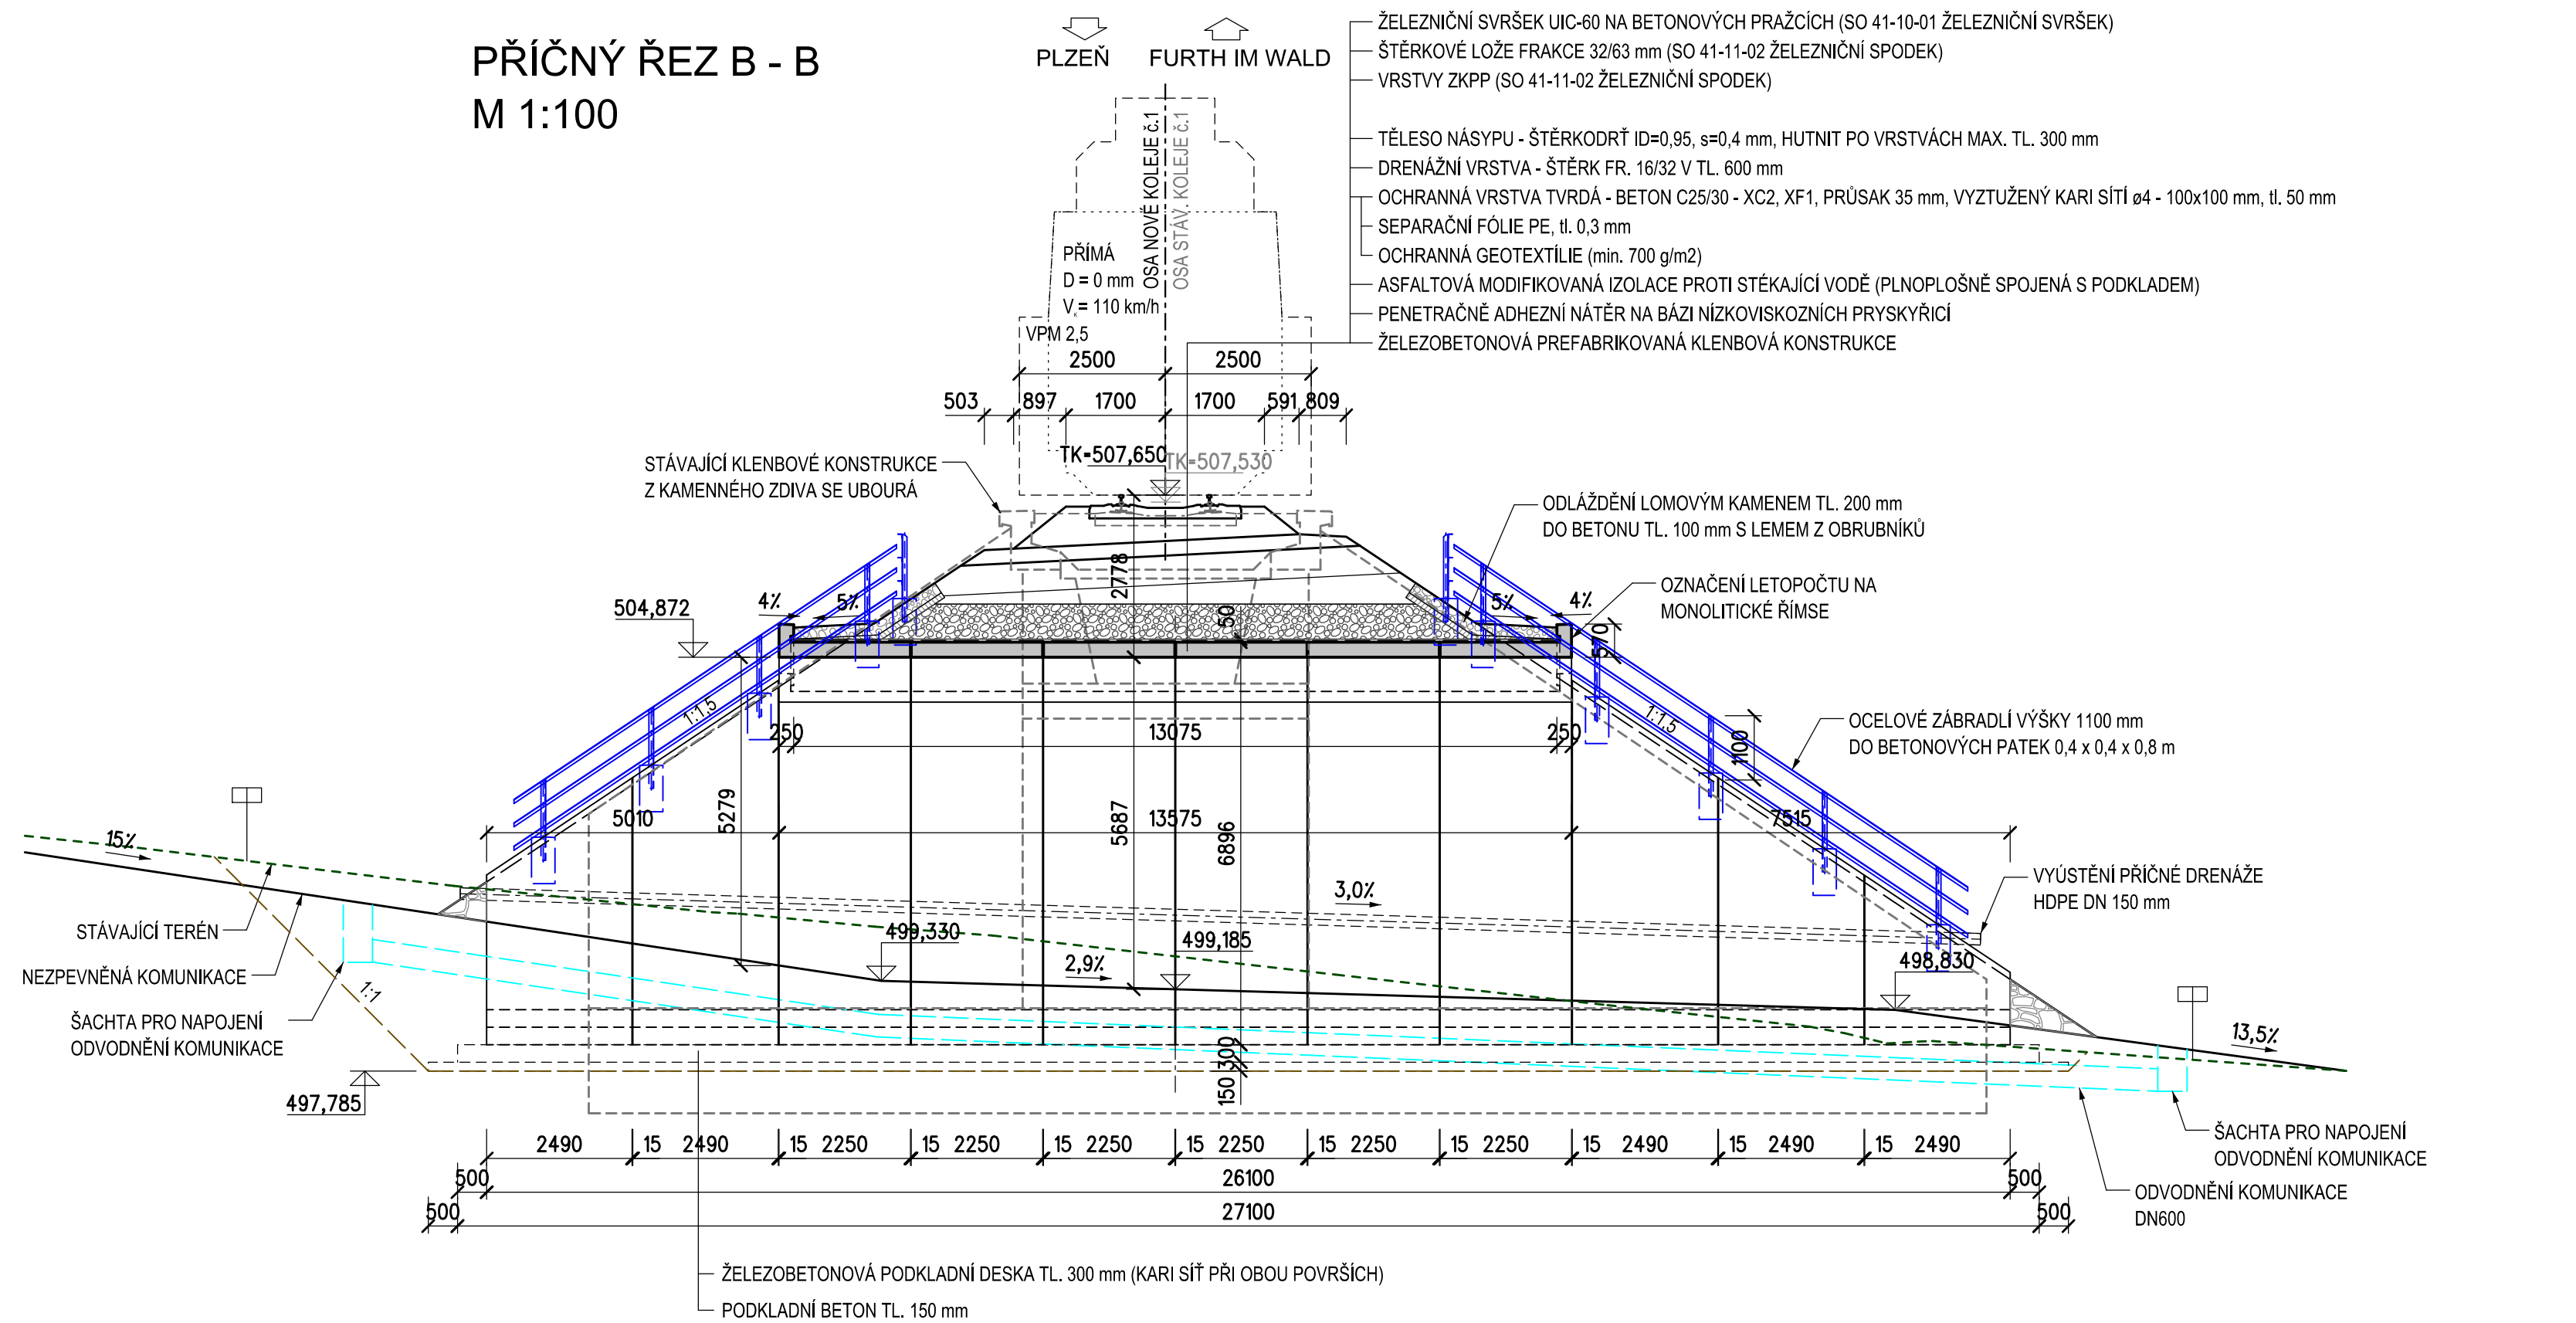 PŘÍČNÝ ŘEZ B - B
M 1:100
PLZEŇ
FURTH IM WALD
ŽELEZNIČNÍ SVRŠEK UIC-60 NA BETONOVÝCH PRAŽCÍCH (SO 41-10-01 ŽELEZNIČNÍ SVRŠEK)
ŠTĚRKOVÉ LOŽE FRAKCE 32/63 mm (SO 41-11-02 ŽELEZNIČNÍ SPODEK)
VRSTVY ZKPP (SO 41-11-02 ŽELEZNIČNÍ SPODEK)
TĚLESO NÁSYPU - ŠTĚRKODRŤ ID=0,95, s=0,4 mm, HUTNIT PO VRSTVÁCH MAX. TL. 300 mm
DRENÁŽNÍ VRSTVA - ŠTĚRK FR. 16/32 V TL. 600 mm
OCHRANNÁ VRSTVA TVRDÁ - BETON C25/30 - XC2, XF1, PRŮSAK 35 mm, VYZTUŽENÝ KARI SÍTÍ ø4 - 100x100 mm, tl. 50 mm
SEPARAČNÍ FÓLIE PE, tl. 0,3 mm
OCHRANNÁ GEOTEXTÍLIE (min. 700 g/m2)
ASFALTOVÁ MODIFIKOVANÁ IZOLACE PROTI STÉKAJÍCÍ VODĚ (PLNOPLOŠNĚ SPOJENÁ S PODKLADEM)
PENETRAČNĚ ADHEZNÍ NÁTĚR NA BÁZI NÍZKOVISKOZNÍCH PRYSKYŘICÍ
ŽELEZOBETONOVÁ PREFABRIKOVANÁ KLENBOVÁ KONSTRUKCE
OSA NOVÉ KOLEJE č.1
OSA STÁV. KOLEJE č.1
PŘÍMÁ
D = 0 mm
Vk= 110 km/h
VPM 2,5
2500 2500
503 897 1700 1700 591 809
TK=507,650
TK=507,530
STÁVAJÍCÍ KLENBOVÉ KONSTRUKCE
Z KAMENNÉHO ZDIVA SE UBOURÁ
ODLÁŽDĚNÍ LOMOVÝM KAMENEM TL. 200 mm
DO BETONU TL. 100 mm S LEMEM Z OBRUBNÍKŮ
OZNAČENÍ LETOPOČTU NA
MONOLITICKÉ ŘÍMSE
504,872
4% 5%
2778
50
5% 4%
570
1:1,5
1:1,5
250 13075 250
1100
OCELOVÉ ZÁBRADLÍ VÝŠKY 1100 mm
DO BETONOVÝCH PATEK 0,4 x 0,4 x 0,8 m
5010 13575 7515
5279
5687
6896
15%
3,0%
VYÚSTĚNÍ PŘÍČNÉ DRENÁŽE
HDPE DN 150 mm
STÁVAJÍCÍ TERÉN
NEZPEVNĚNÁ KOMUNIKACE
499,330
499,185
2,9%
498,830
1:1
ŠACHTA PRO NAPOJENÍ
ODVODNĚNÍ KOMUNIKACE
497,785
300
150
13,5%
2490 15 2490 15 2250 15 2250 15 2250 15 2250 15 2250 15 2250 15 2490 15 2490 15 2490
500 26100 500
500 27100 500
ŠACHTA PRO NAPOJENÍ
ODVODNĚNÍ KOMUNIKACE
ODVODNĚNÍ KOMUNIKACE
DN600
ŽELEZOBETONOVÁ PODKLADNÍ DESKA TL. 300 mm (KARI SÍŤ PŘI OBOU POVRŠÍCH)
PODKLADNÍ BETON TL. 150 mm